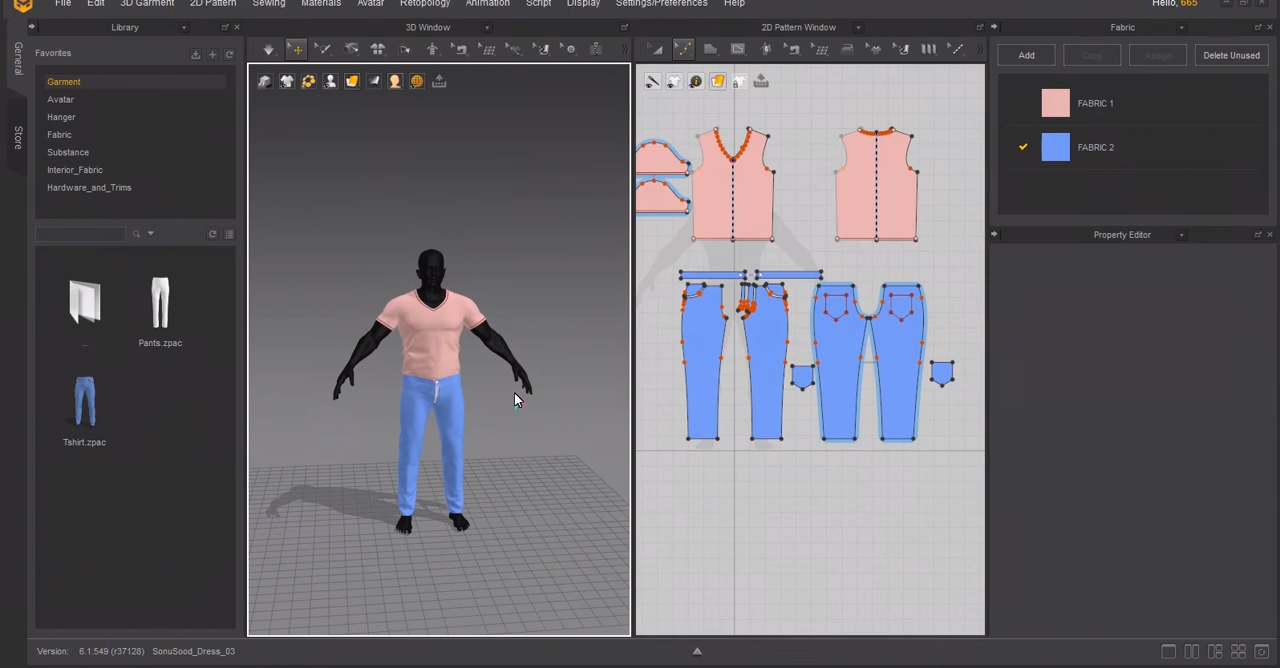 File Edit 3D Garment 2D Pattern Sewing Materials Avatar Retopology Animation Script Display Settings/Preferences Help Hello, 665
Library 3D Window 2D Pattern Window Fabric
General
Store
Favorites
Garment
Avatar
Hanger
Fabric
Substance
Interior_Fabric
Hardware_and_Trims
..
Pants.zpac
Tshirt.zpac
Add Copy Assign Delete Unused
FABRIC 1
FABRIC 2
Property Editor
Version: 6.1.549 (r37128) SonuSood_Dress_03